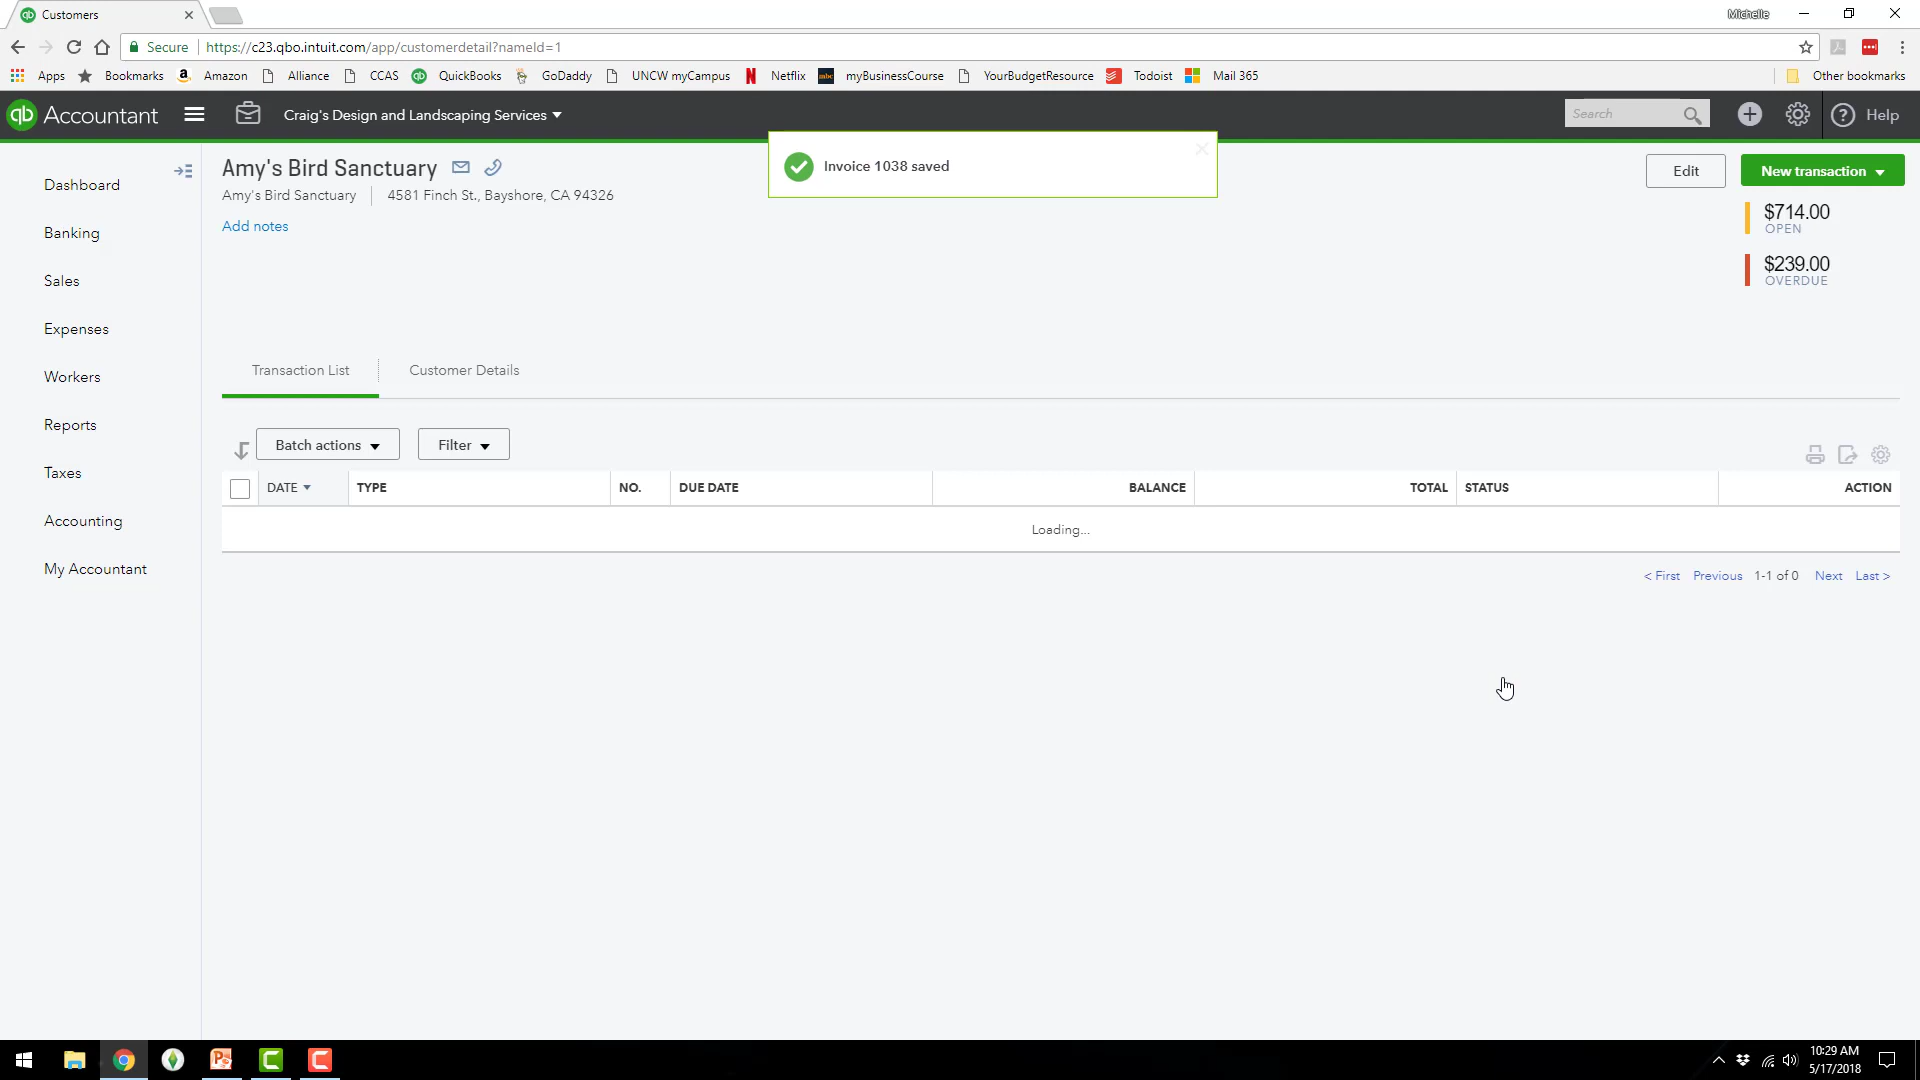 Customers
Michelle
Secure https://c23.qbo.intuit.com/app/customerdetail?nameId=1
Apps Bookmarks Amazon Alliance CCAS QuickBooks GoDaddy UNCW myCampus Netflix myBusinessCourse YourBudgetResource Todoist Mail 365 Other bookmarks
qb Accountant Craig's Design and Landscaping Services Search Help
Invoice 1038 saved
Amy's Bird Sanctuary
Edit New transaction
Amy's Bird Sanctuary 4581 Finch St., Bayshore, CA 94326
Add notes
$714.00
OPEN
$239.00
OVERDUE
Dashboard
Banking
Sales
Expenses
Workers
Reports
Taxes
Accounting
My Accountant
Transaction List Customer Details
Batch actions Filter
DATE TYPE NO. DUE DATE BALANCE TOTAL STATUS ACTION
Loading...
< First Previous 1-1 of 0 Next Last >
10:29 AM
5/17/2018